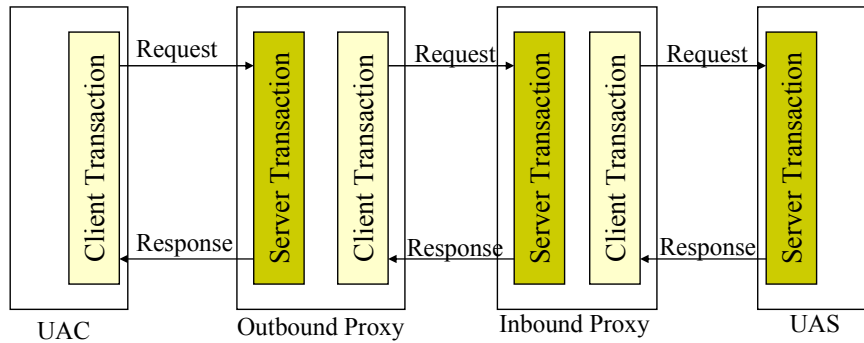 Request
Request
Request
Client Transaction
Server Transaction
Client Transaction
Server Transaction
Client Transaction
Server Transaction
Response
Response
Response
UAC
Outbound Proxy
Inbound Proxy
UAS